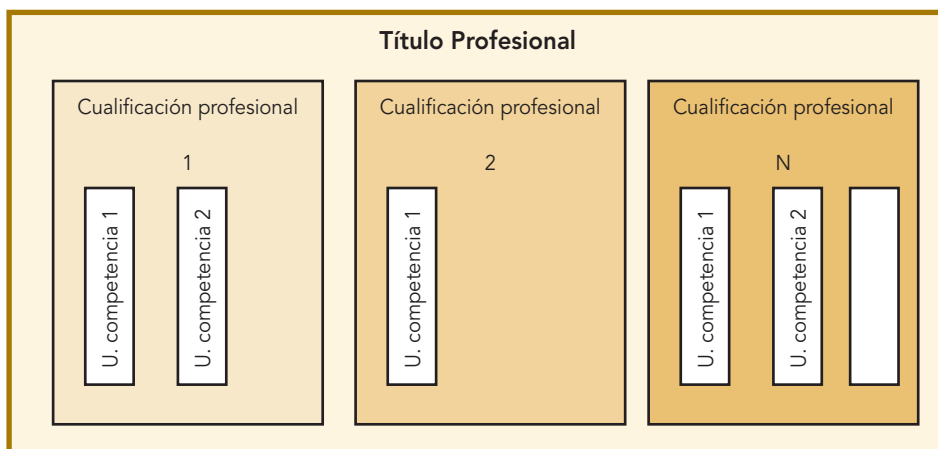 Título Profesional
Cualificación profesional
1
U. competencia 1
U. competencia 2
Cualificación profesional
2
U. competencia 1
Cualificación profesional
N
U. competencia 1
U. competencia 2